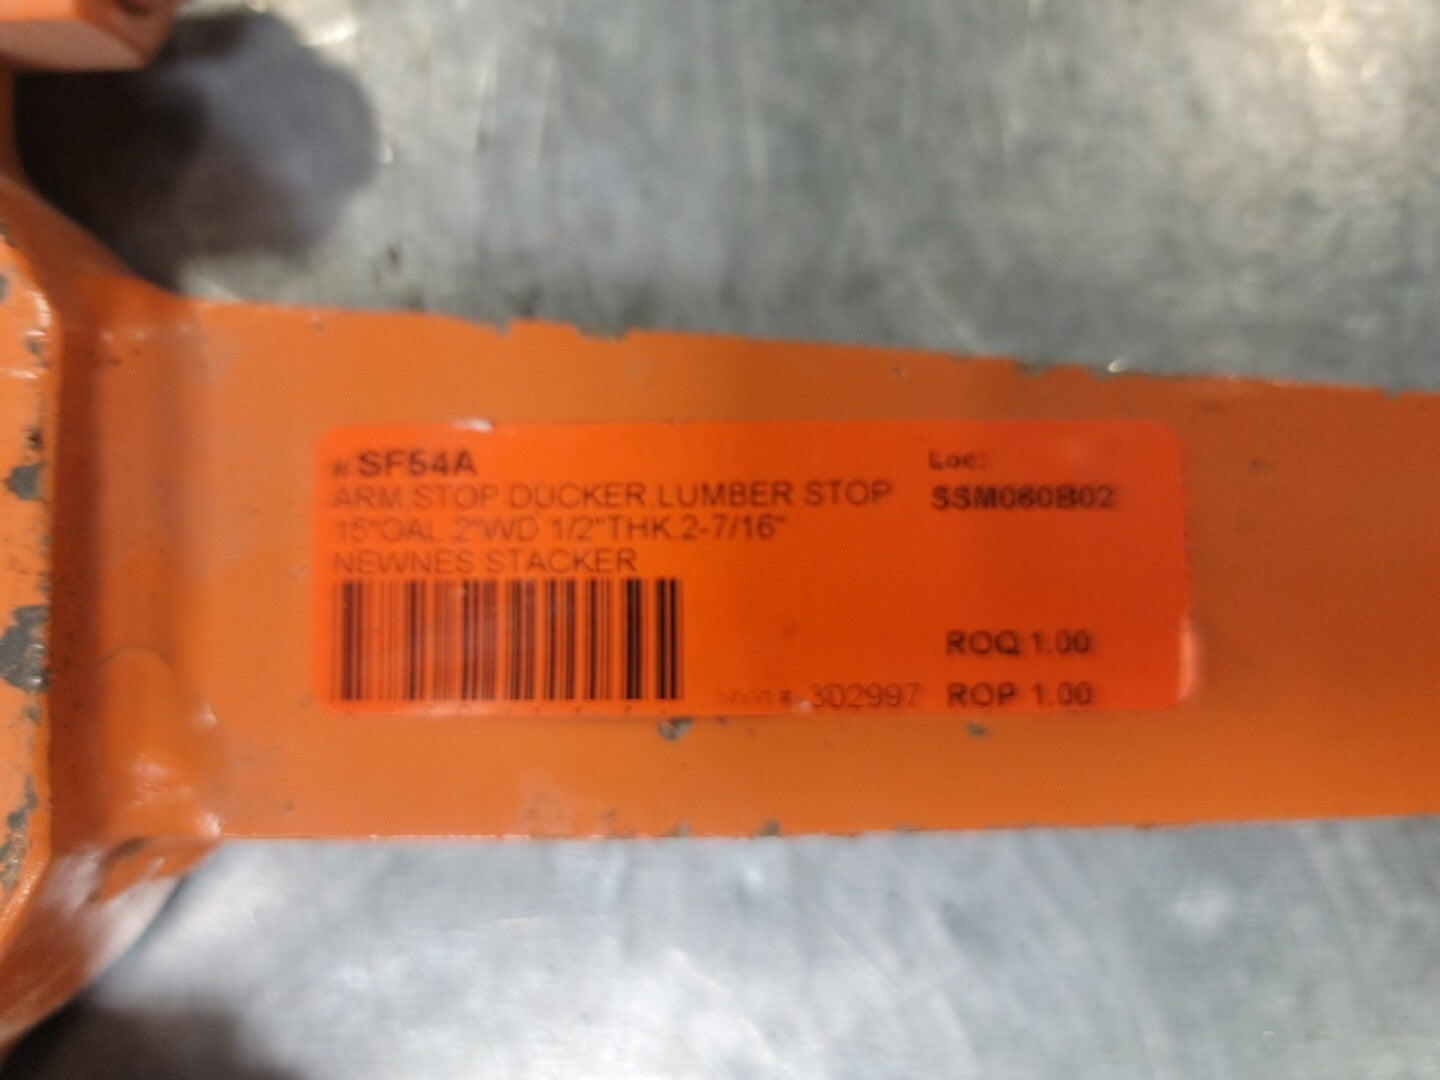 SF54A
ARM,STOP,DUCKER,LUMBER STOP
15"OAL 2"WD 1/2"THK 2-7/16"
NEWNES STACKER
302997
Loc:
SSM060B02
ROQ 1.00
ROP 1.00